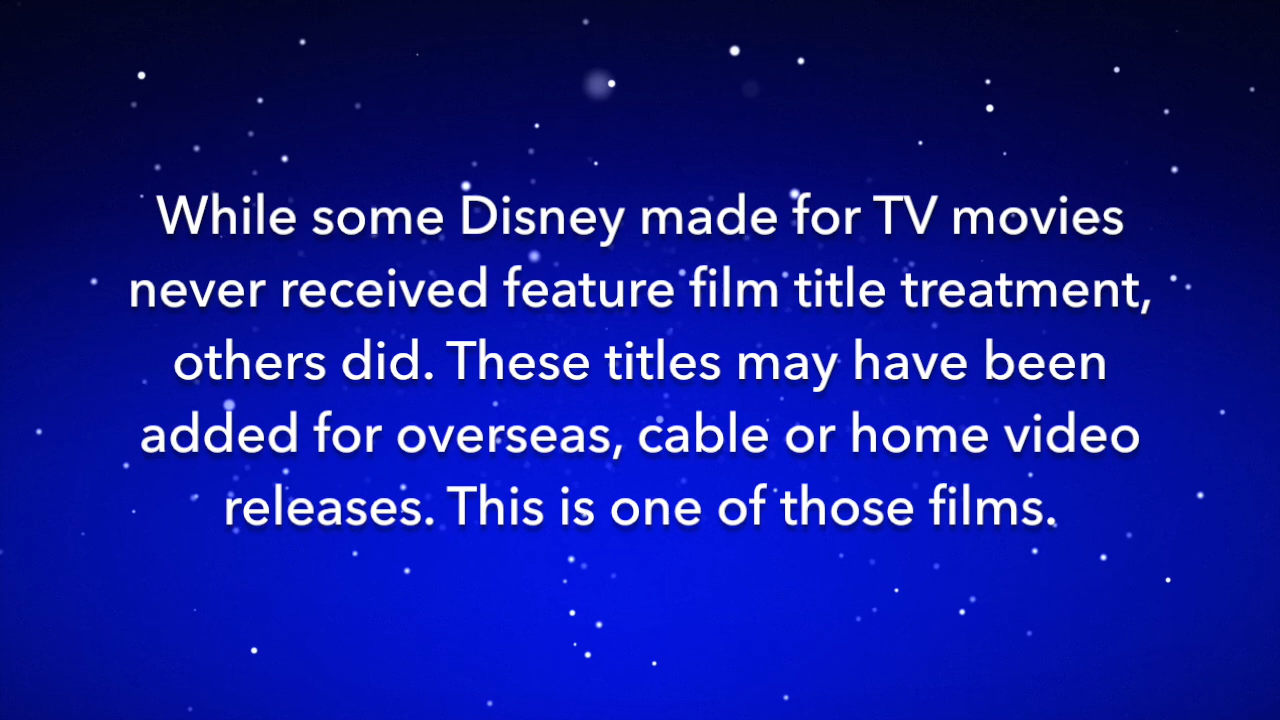 While some Disney made for TV movies
never received feature film title treatment,
others did. These titles may have been
added for overseas, cable or home video
releases. This is one of those films.